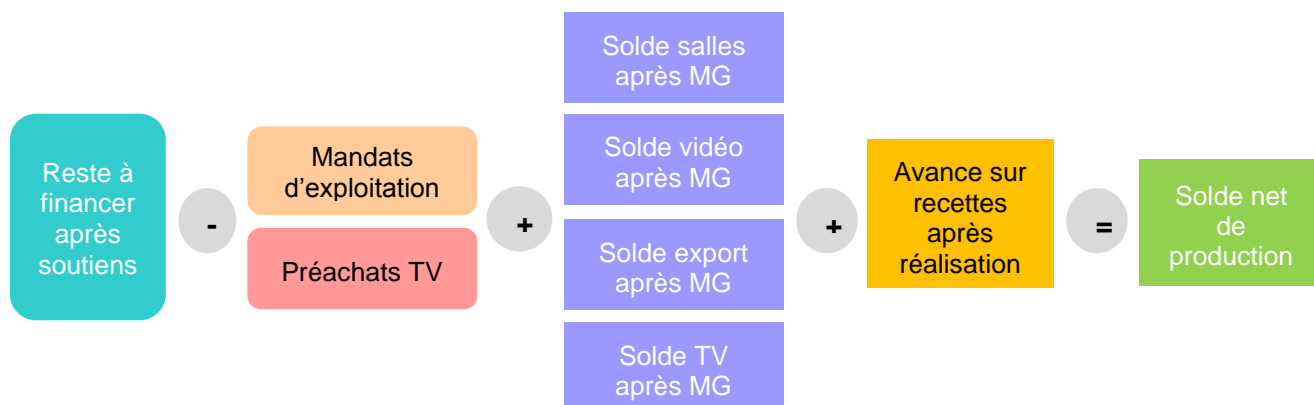 Reste à
financer
après
soutiens
-
Mandats
d’exploitation
Préachats TV
+
Solde salles
après MG
Solde vidéo
après MG
Solde export
après MG
Solde TV
après MG
+
Avance sur
recettes
après
réalisation
=
Solde net
de
production